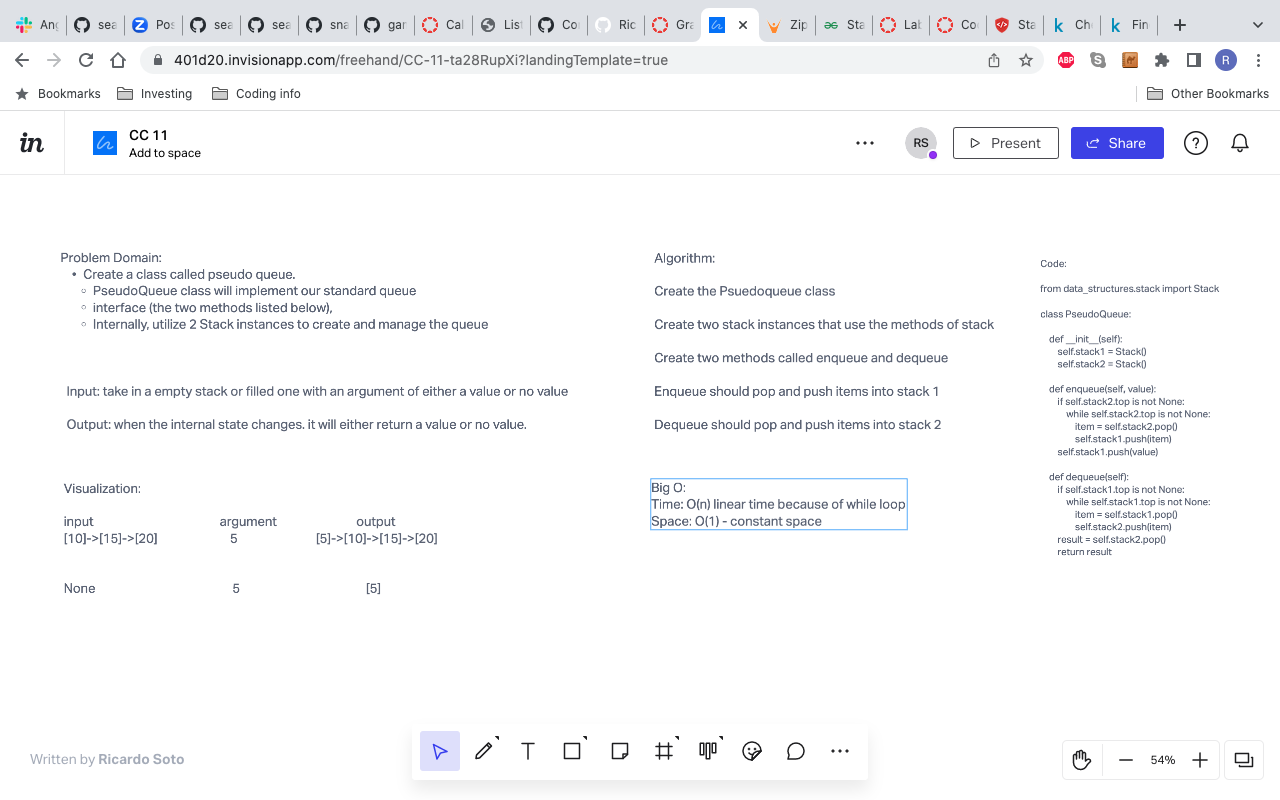 Ang
sea
Pos
sea
sea
sna
gar
Cal
List
Coı
Ric
Gra
Zip
Sta
Lab
Coı
Sta
Che
Fin
401d20.invisionapp.com/freehand/CC-11-ta28RupXi?landingTemplate=true
ABP
S
R
Bookmarks
Investing
Coding info
Other Bookmarks
in
CC 11
Add to space
RS
Present
Share
?
Problem Domain:
• Create a class called pseudo queue.
◦ PseudoQueue class will implement our standard queue
◦ interface (the two methods listed below),
◦ Internally, utilize 2 Stack instances to create and manage the queue
Input: take in a empty stack or filled one with an argument of either a value or no value
Output: when the internal state changes. it will either return a value or no value.
Visualization:
input argument output
[10]->[15]->[20] 5 [5]->[10]->[15]->[20]
None 5 [5]
Algorithm:
Create the Psuedoqueue class
Create two stack instances that use the methods of stack
Create two methods called enqueue and dequeue
Enqueue should pop and push items into stack 1
Dequeue should pop and push items into stack 2
Big O:
Time: O(n) linear time because of while loop
Space: O(1) - constant space
Code:
from data_structures.stack import Stack
class PseudoQueue:
def __init__(self):
self.stack1 = Stack()
self.stack2 = Stack()
def enqueue(self, value):
if self.stack2.top is not None:
while self.stack2.top is not None:
item = self.stack2.pop()
self.stack1.push(item)
self.stack1.push(value)
def dequeue(self):
if self.stack1.top is not None:
while self.stack1.top is not None:
item = self.stack1.pop()
self.stack2.push(item)
result = self.stack2.pop()
return result
Written by Ricardo Soto
54%